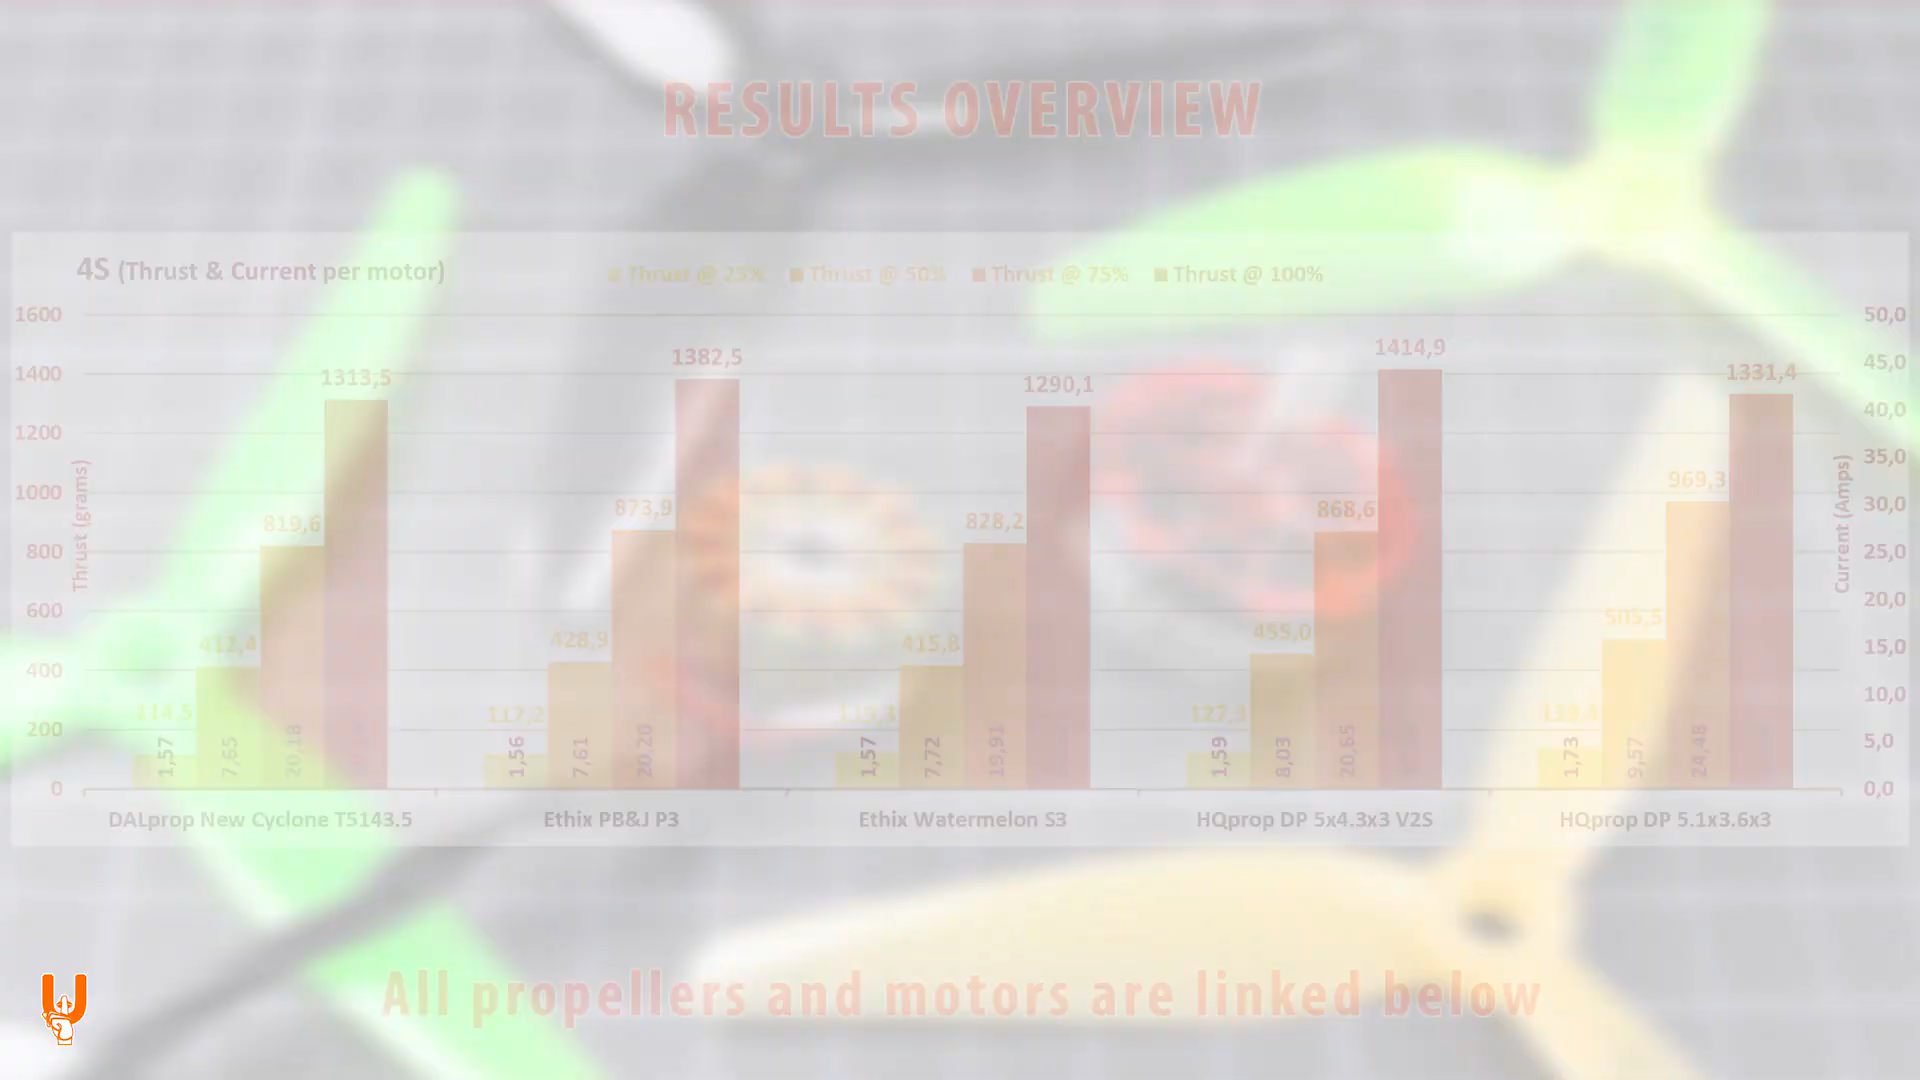 RESULTS OVERVIEW
4S (Thrust & Current per motor)
Thrust @ 25% Thrust @ 50% Thrust @ 75% Thrust @ 100%
1600 50,0
1400 45,0
1200 40,0
1000 35,0
800 30,0
600 25,0
400 20,0
200 15,0
0 10,0
5,0
0,0
Thrust (grams)
Current (Amps)
114,5 412,4 819,6 1313,5
1,57 7,65 20,18
117,2 428,9 873,9 1382,5
1,56 7,61 20,20
415,8 828,2 1290,1
1,57 7,72 19,91
127,3 455,0 868,6 1414,9
1,59 8,03 20,65
505,5 969,3 1331,4
1,73 9,57 24,48
DALprop New Cyclone T5143.5
Ethix PB&J P3
Ethix Watermelon S3
HQprop DP 5x4.3x3 V2S
HQprop DP 5.1x3.6x3
All propellers and motors are linked below